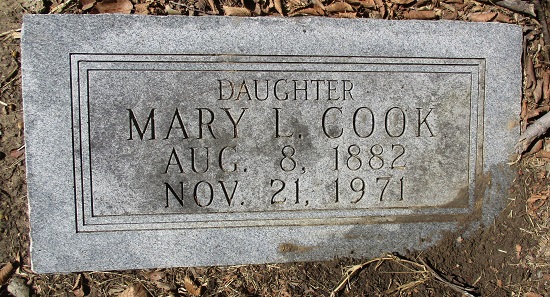 DAUGHTER
MARY L. COOK
AUG. 8, 1882
NOV. 21, 1971